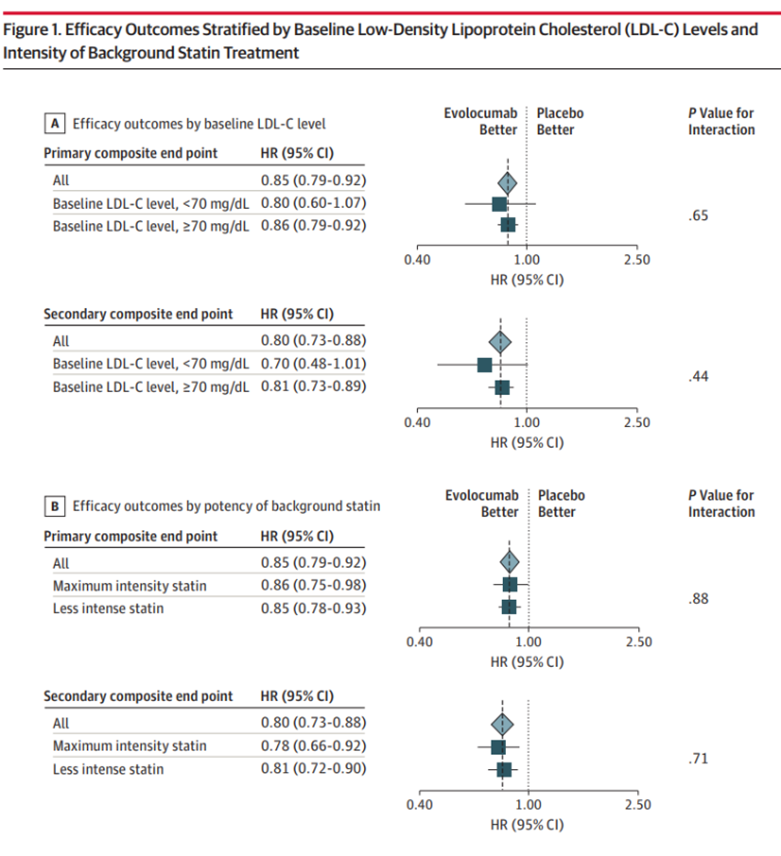 Figure 1. Efficacy Outcomes Stratified by Baseline Low-Density Lipoprotein Cholesterol (LDL-C) Levels and
Intensity of Background Statin Treatment
A Efficacy outcomes by baseline LDL-C level
Evolocumab Better Placebo Better P Value for Interaction
Primary composite end point HR (95% CI)
All 0.85 (0.79-0.92)
Baseline LDL-C level, <70 mg/dL 0.80 (0.60-1.07)
Baseline LDL-C level, ≥70 mg/dL 0.86 (0.79-0.92)
.65
0.40 1.00 2.50
HR (95% CI)
Secondary composite end point HR (95% CI)
All 0.80 (0.73-0.88)
Baseline LDL-C level, <70 mg/dL 0.70 (0.48-1.01)
Baseline LDL-C level, ≥70 mg/dL 0.81 (0.73-0.89)
.44
0.40 1.00 2.50
HR (95% CI)
B Efficacy outcomes by potency of background statin
Evolocumab Better Placebo Better P Value for Interaction
Primary composite end point HR (95% CI)
All 0.85 (0.79-0.92)
Maximum intensity statin 0.86 (0.75-0.98)
Less intense statin 0.85 (0.78-0.93)
.88
0.40 1.00 2.50
HR (95% CI)
Secondary composite end point HR (95% CI)
All 0.80 (0.73-0.88)
Maximum intensity statin 0.78 (0.66-0.92)
Less intense statin 0.81 (0.72-0.90)
.71
0.40 1.00 2.50
HR (95% CI)